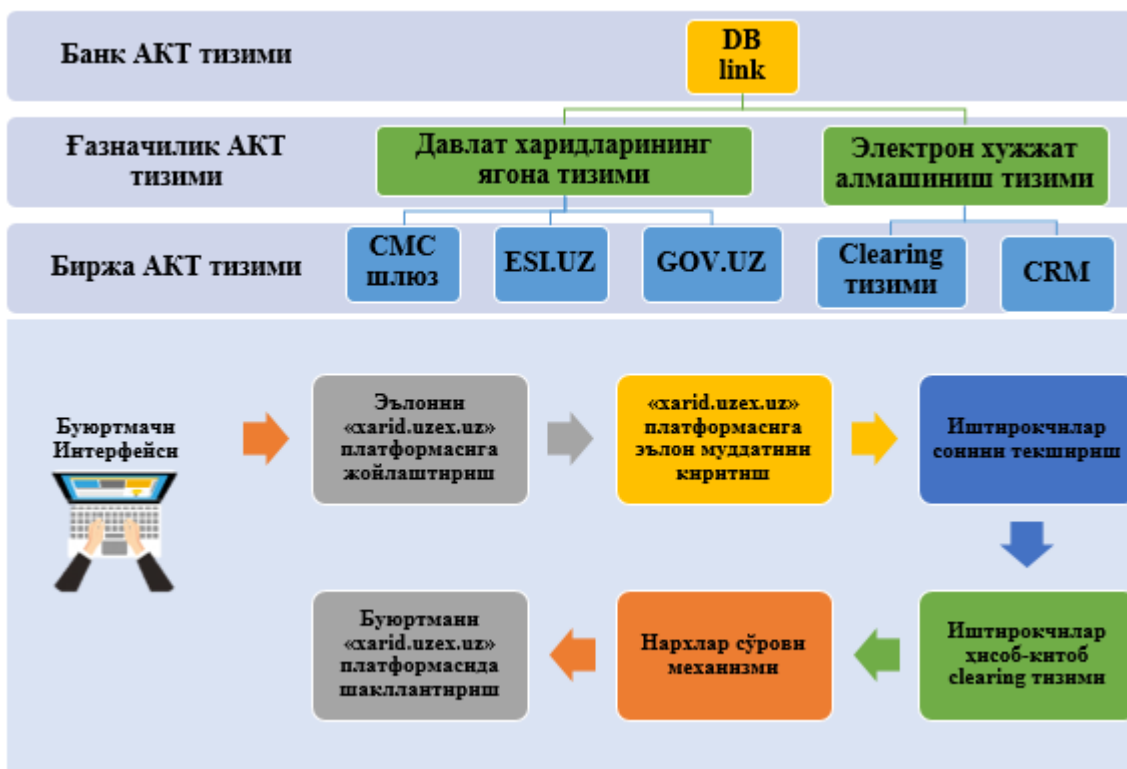 Банк АКТ тизими
DB
link
Ғазначилик АКТ
тизими
Давлат харидларининг
ягона тизими
Электрон хужжат
алмашиниш тизими
Биржа АКТ тизими
СМС
шлюз
ESI.UZ
GOV.UZ
Clearing
тизими
CRM
Буюртмачи
Интерфейси
Эълонни
«xarid.uzex.uz»
платформасига
жойлаштириш
«xarid.uzex.uz»
платформасига
эълон муддатини
киритиш
Иштирокчилар
сонини текшириш
Иштирокчилар
ҳисоб-китоб
clearing тизими
Нархлар сўрови
механизми
Буюртмани
«xarid.uzex.uz»
платформасида
шакллантириш